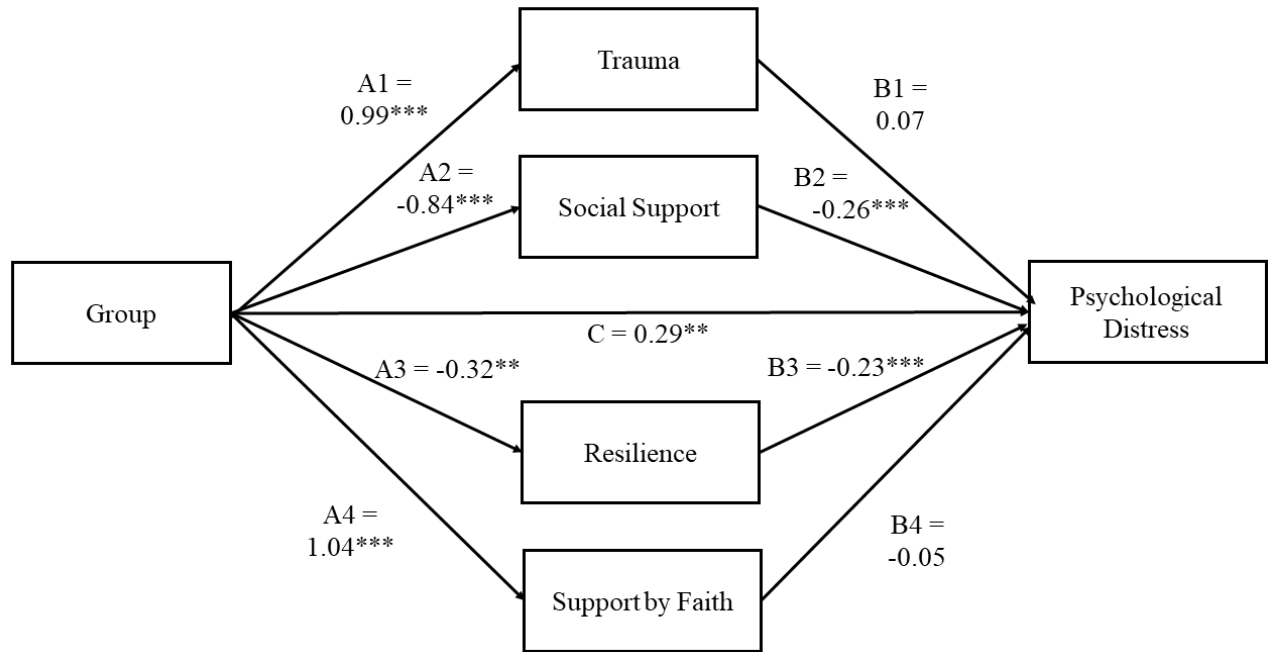 Trauma
A1 =
0.99***
B1 =
0.07
A2 =
-0.84***
Social Support
B2 =
-0.26***
Group
Psychological
Distress
C = 0.29**
A3 = -0.32**
B3 = -0.23***
Resilience
A4 =
1.04***
B4 =
-0.05
Support by Faith